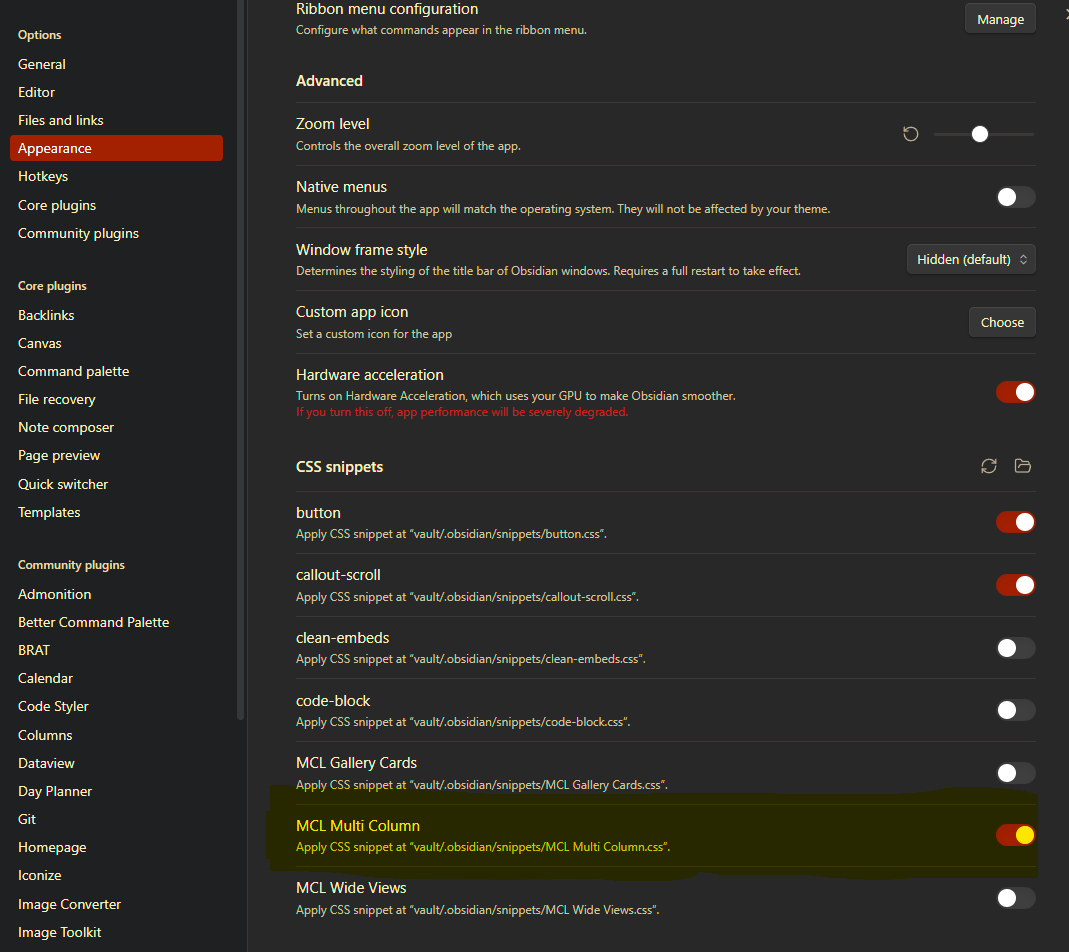 Options
General
Editor
Files and links
Appearance
Hotkeys
Core plugins
Community plugins
Core plugins
Backlinks
Canvas
Command palette
File recovery
Note composer
Page preview
Quick switcher
Templates
Community plugins
Admonition
Better Command Palette
BRAT
Calendar
Code Styler
Columns
Dataview
Day Planner
Git
Homepage
Iconize
Image Converter
Image Toolkit
Ribbon menu configuration
Configure what commands appear in the ribbon menu.
Manage
Advanced
Zoom level
Controls the overall zoom level of the app.
Native menus
Menus throughout the app will match the operating system. They will not be affected by your theme.
Window frame style
Determines the styling of the title bar of Obsidian windows. Requires a full restart to take effect.
Hidden (default)
Custom app icon
Set a custom icon for the app
Choose
Hardware acceleration
Turns on Hardware Acceleration, which uses your GPU to make Obsidian smoother.
If you turn this off, app performance will be severely degraded.
CSS snippets
button
Apply CSS snippet at “vault/.obsidian/snippets/button.css”.
callout-scroll
Apply CSS snippet at “vault/.obsidian/snippets/callout-scroll.css”.
clean-embeds
Apply CSS snippet at “vault/.obsidian/snippets/clean-embeds.css”.
code-block
Apply CSS snippet at “vault/.obsidian/snippets/code-block.css”.
MCL Gallery Cards
Apply CSS snippet at “vault/.obsidian/snippets/MCL Gallery Cards.css”.
MCL Multi Column
Apply CSS snippet at “vault/.obsidian/snippets/MCL Multi Column.css”.
MCL Wide Views
Apply CSS snippet at “vault/.obsidian/snippets/MCL Wide Views.css”.